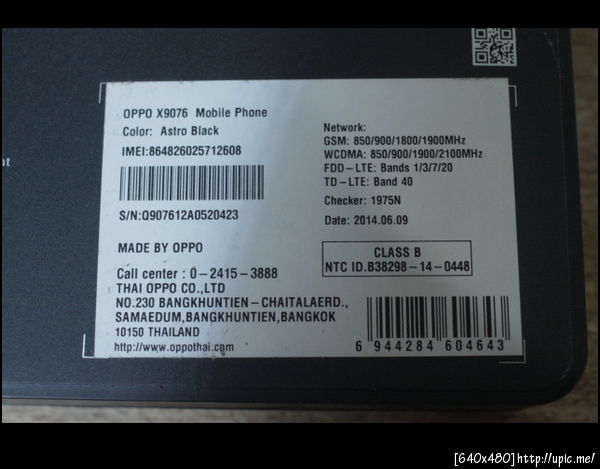 nt
OPPO X9076 Mobile Phone
Color: Astro Black
IMEI:864826025712608
S/N:Q907612A0520423
MADE BY OPPO
Call center : 0-2415-3888
THAI OPPO CO.,LTD
NO.230 BANGKHUNTIEN-CHAITALAERD.,
SAMAEDUM,BANGKHUNTIEN,BANGKOK
10150 THAILAND
http://www.oppothai.com
Network:
GSM: 850/900/1800/1900MHz
WCDMA: 850/900/1900/2100MHz
FDD-LTE: Bands 1/3/7/20
TD-LTE: Band 40
Checker: 1975N
Date: 2014.06.09
CLASS B
NTC ID.B38298-14-0448
6 944284 604643
[640x480]http://upic.me/